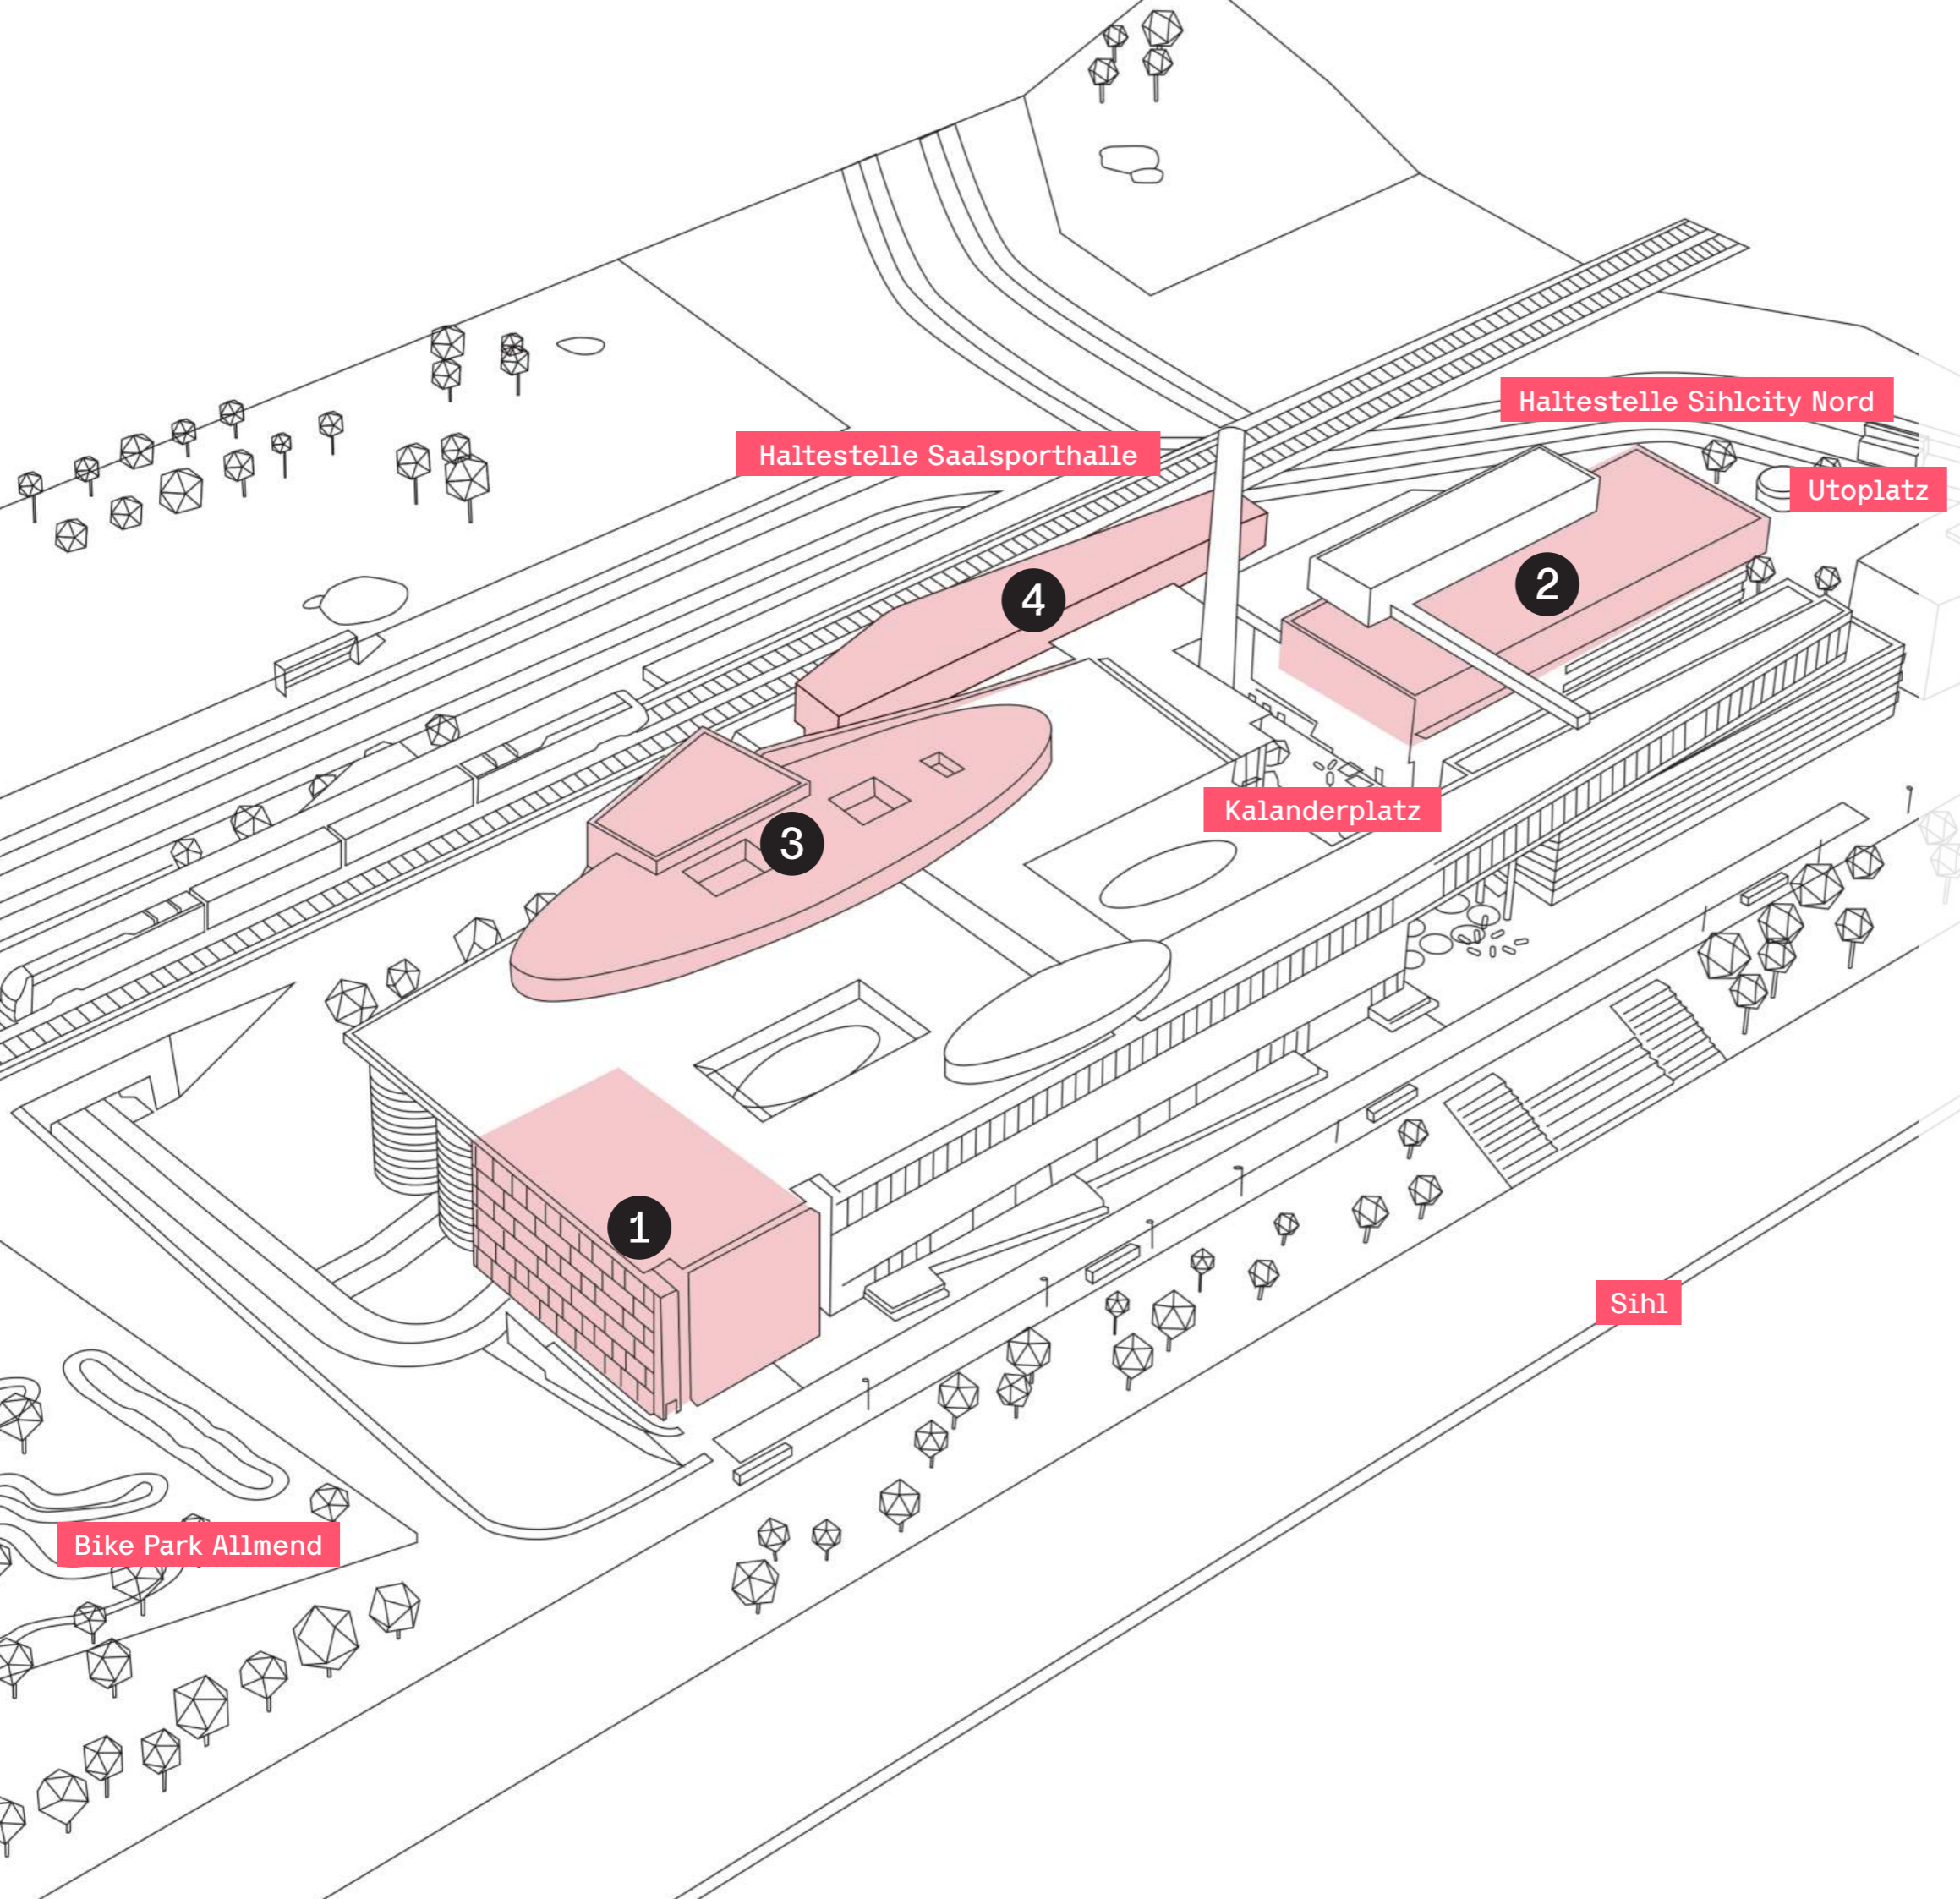 Haltestelle Sihlcity Nord
Haltestelle Saalsporthalle
Utoplatz
2
4
Kalanderplatz
3
1
Sihl
Bike Park Allmend